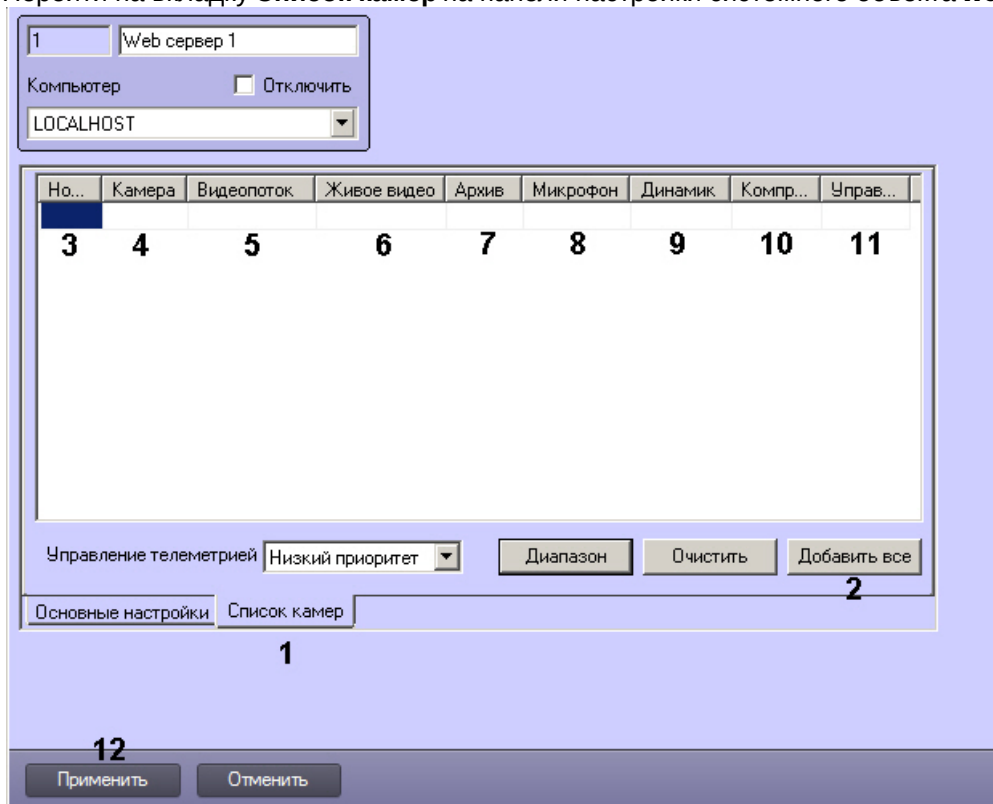 1 Web сервер 1
Компьютер Отключить
LOCALHOST
Но... Камера Видеопоток Живое видео Архив Микрофон Динамик Компр... Управ...
3 4 5 6 7 8 9 10 11
Управление телеметрией Низкий приоритет Диапазон Очистить Добавить все
2
Основные настройки Список камер
1
12
Применить Отменить